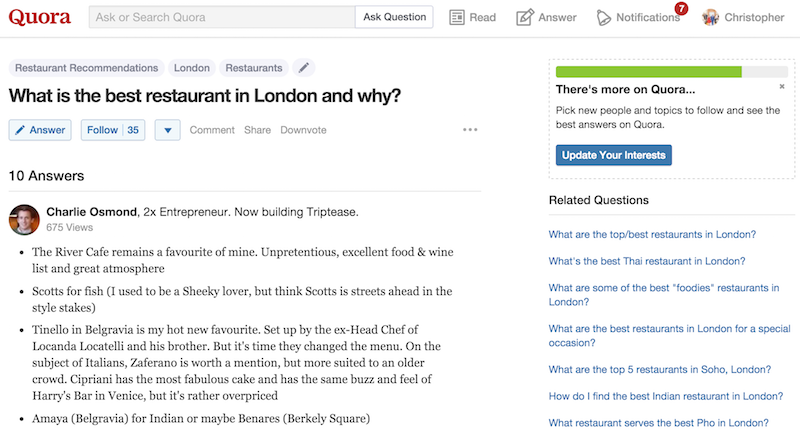 Quora
Ask or Search Quora
Ask Question
Read
Answer
Notifications
7
Christopher
Restaurant Recommendations
London
Restaurants
What is the best restaurant in London and why?
Answer
Follow
35
Comment
Share
Downvote
10 Answers
Charlie Osmond, 2x Entrepreneur. Now building Triptease.
675 Views
• The River Cafe remains a favourite of mine. Unpretentious, excellent food & wine
list and great atmosphere
• Scotts for fish (I used to be a Sheeky lover, but think Scotts is streets ahead in the
style stakes)
• Tinello in Belgravia is my hot new favourite. Set up by the ex-Head Chef of
Locanda Locatelli and his brother. But it's time they changed the menu. On the
subject of Italians, Zaferano is worth a mention, but more suited to an older
crowd. Cipriani has the most fabulous cake and has the same buzz and feel of
Harry's Bar in Venice, but it's rather overpriced
• Amaya (Belgravia) for Indian or maybe Benares (Berkely Square)
There's more on Quora...
Pick new people and topics to follow and see the
best answers on Quora.
Update Your Interests
Related Questions
What are the top/best restaurants in London?
What's the best Thai restaurant in London?
What are some of the best "foodies" restaurants in
London?
What are the best restaurants in London for a special
occasion?
What are the top 5 restaurants in Soho, London?
How do I find the best Indian restaurant in London?
What restaurant serves the best Pho in London?